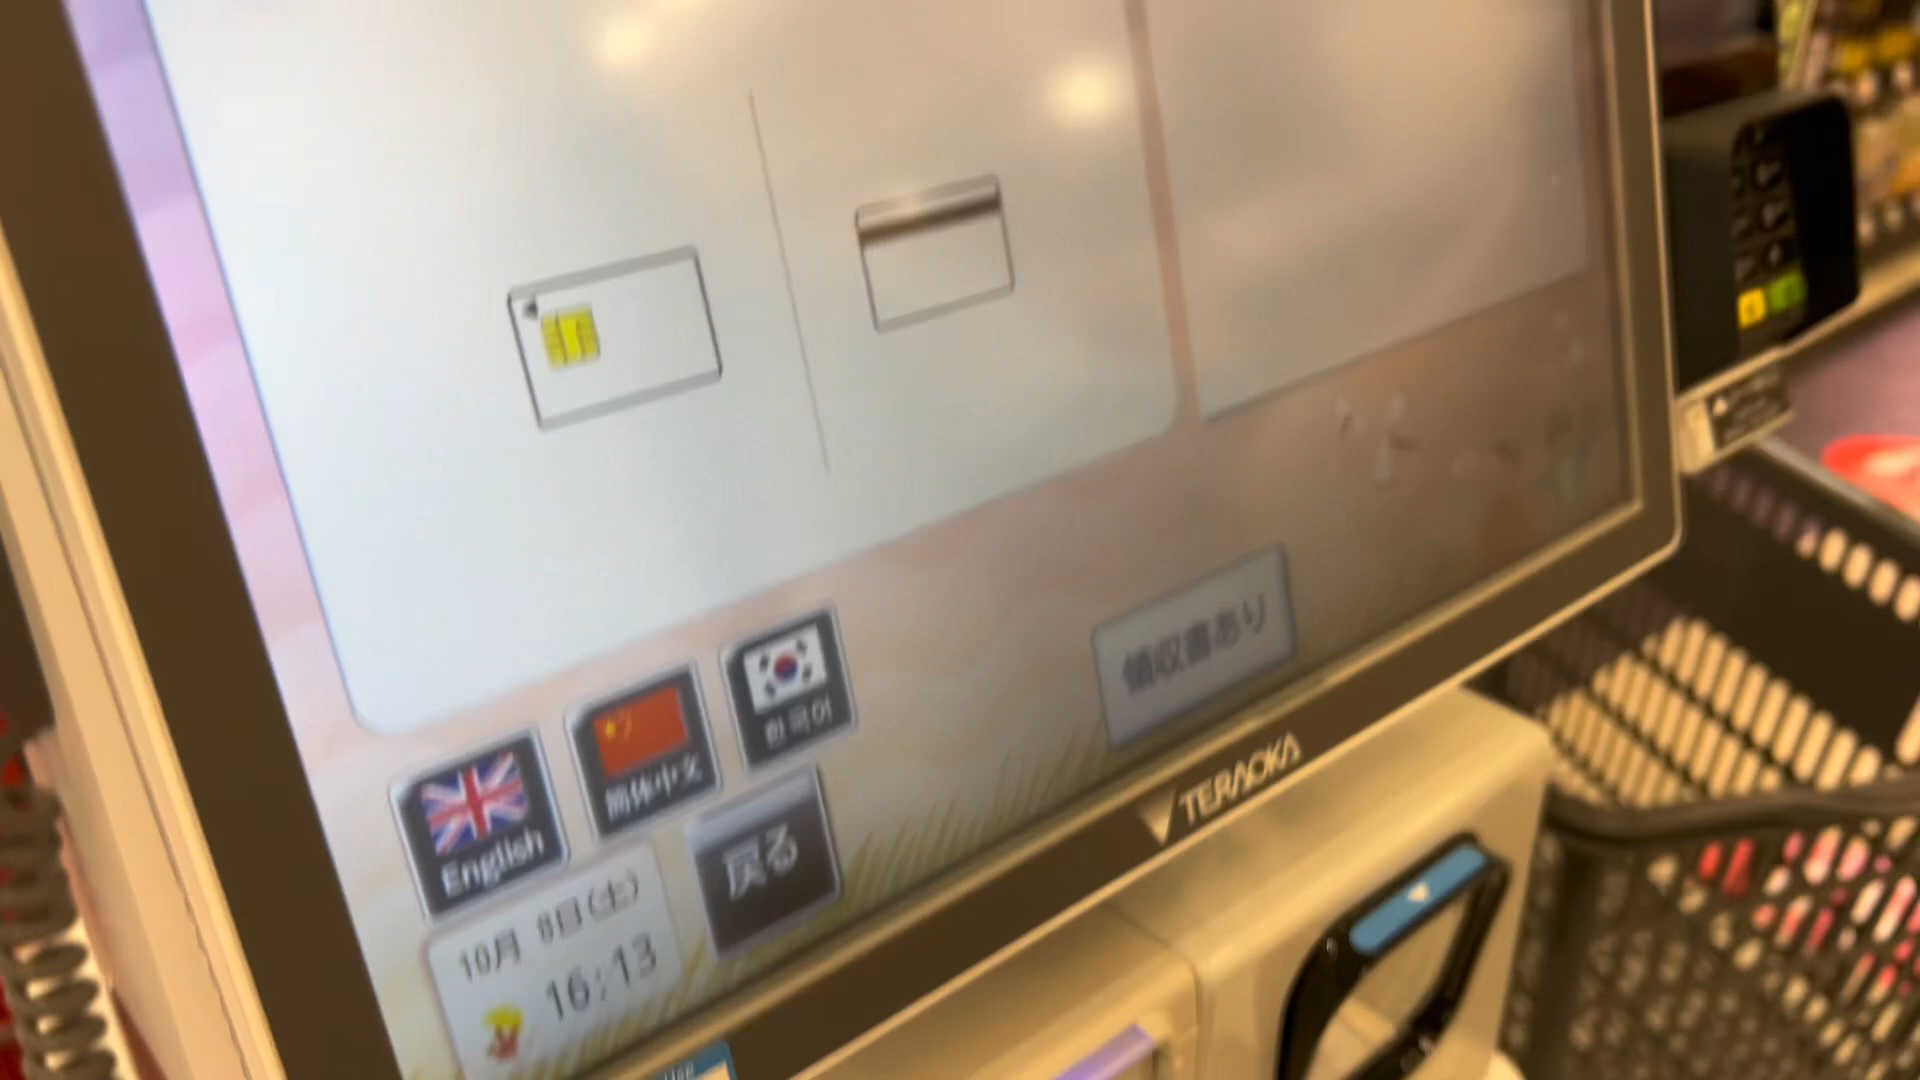 한국어
简体中文
English
領収書あり
戻る
10月 8日(土)
16:13
TERAOKA